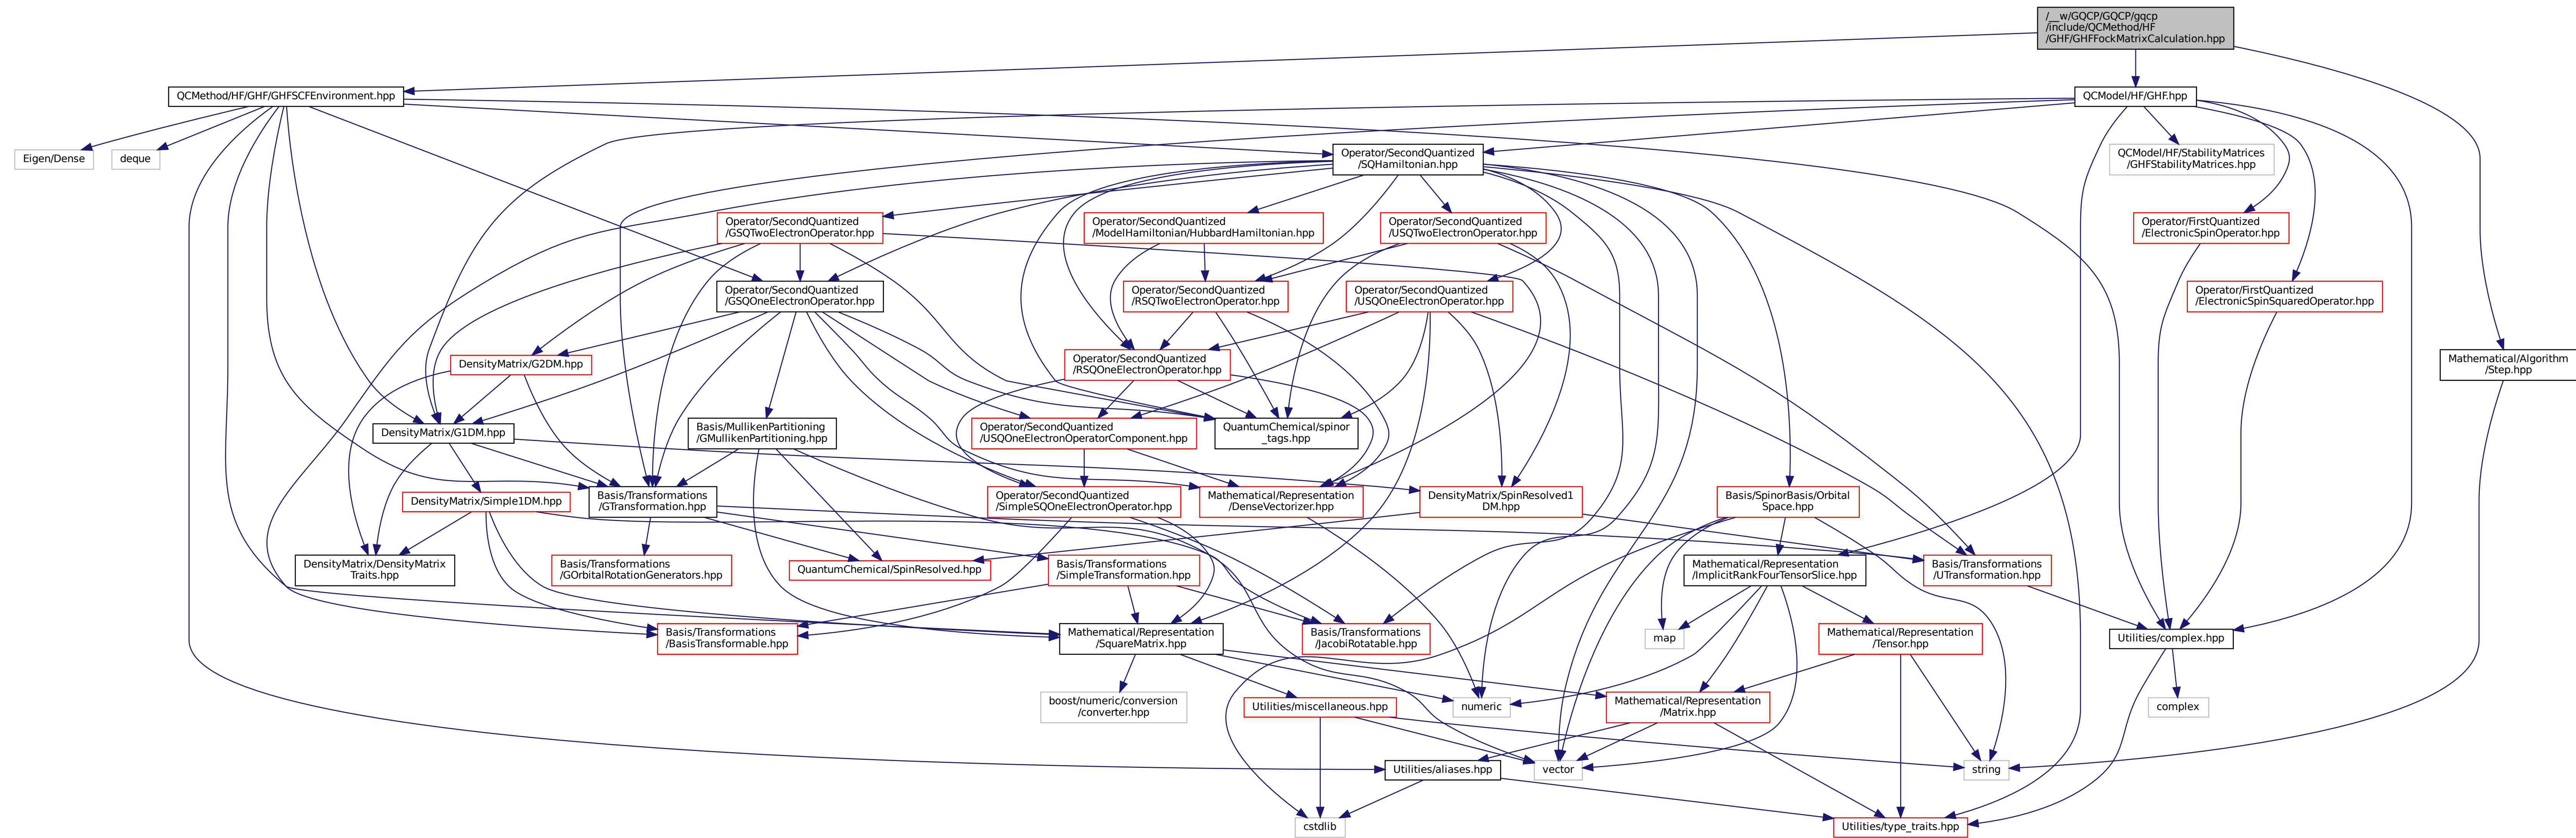 /__w/GQCP/GQCP/gqcp
/include/QCMethod/HF
/GHF/GHFFockMatrixCalculation.hpp
QCMethod/HF/GHF/GHFSCFEnvironment.hpp
QCModel/HF/GHF.hpp
Eigen/Dense
deque
Operator/SecondQuantized
/SQHamiltonian.hpp
QCModel/HF/StabilityMatrices
/GHFStabilityMatrices.hpp
Operator/SecondQuantized
/GSQTwoElectronOperator.hpp
Operator/SecondQuantized
/ModelHamiltonian/HubbardHamiltonian.hpp
Operator/SecondQuantized
/USQTwoElectronOperator.hpp
Operator/FirstQuantized
/ElectronicSpinOperator.hpp
Operator/SecondQuantized
/GSQOneElectronOperator.hpp
Operator/SecondQuantized
/RSQTwoElectronOperator.hpp
Operator/SecondQuantized
/USQOneElectronOperator.hpp
Operator/FirstQuantized
/ElectronicSpinSquaredOperator.hpp
DensityMatrix/G2DM.hpp
Operator/SecondQuantized
/RSQOneElectronOperator.hpp
Mathematical/Algorithm
/Step.hpp
DensityMatrix/G1DM.hpp
Basis/MullikenPartitioning
/GMullikenPartitioning.hpp
Operator/SecondQuantized
/USQOneElectronOperatorComponent.hpp
QuantumChemical/spinor
_tags.hpp
DensityMatrix/Simple1DM.hpp
Basis/Transformations
/GTransformation.hpp
Operator/SecondQuantized
/SimpleSQOneElectronOperator.hpp
Mathematical/Representation
/DenseVectorizer.hpp
DensityMatrix/SpinResolved1
DM.hpp
Basis/SpinorBasis/Orbital
Space.hpp
DensityMatrix/DensityMatrix
Traits.hpp
Basis/Transformations
/GOrbitalRotationGenerators.hpp
QuantumChemical/SpinResolved.hpp
Basis/Transformations
/SimpleTransformation.hpp
Mathematical/Representation
/ImplicitRankFourTensorSlice.hpp
Basis/Transformations
/UTransformation.hpp
Basis/Transformations
/BasisTransformable.hpp
Mathematical/Representation
/SquareMatrix.hpp
Basis/Transformations
/JacobiRotatable.hpp
map
Mathematical/Representation
/Tensor.hpp
Utilities/complex.hpp
boost/numeric/conversion
/converter.hpp
Utilities/miscellaneous.hpp
numeric
Mathematical/Representation
/Matrix.hpp
complex
Utilities/aliases.hpp
vector
string
cstdlib
Utilities/type_traits.hpp